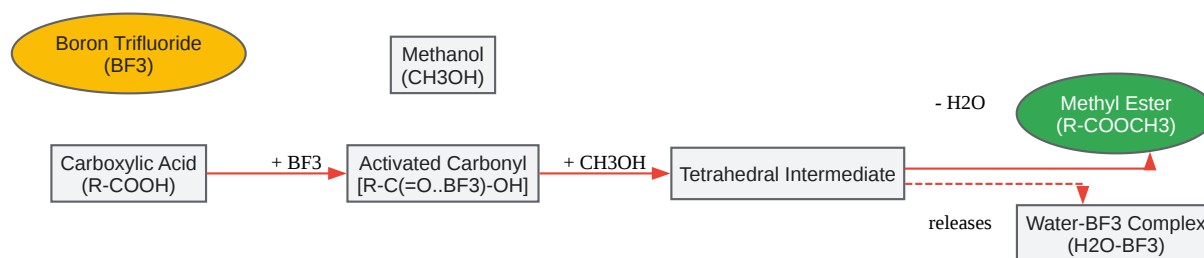 Boron Trifluoride
(BF3)
Methanol
(CH3OH)
- H2O
Methyl Ester
(R-COOCH3)
Carboxylic Acid
(R-COOH)
+ BF3
Activated Carbonyl
[R-C(=O..BF3)-OH]
+ CH3OH
Tetrahedral Intermediate
releases
Water-BF3 Complex
(H2O-BF3)